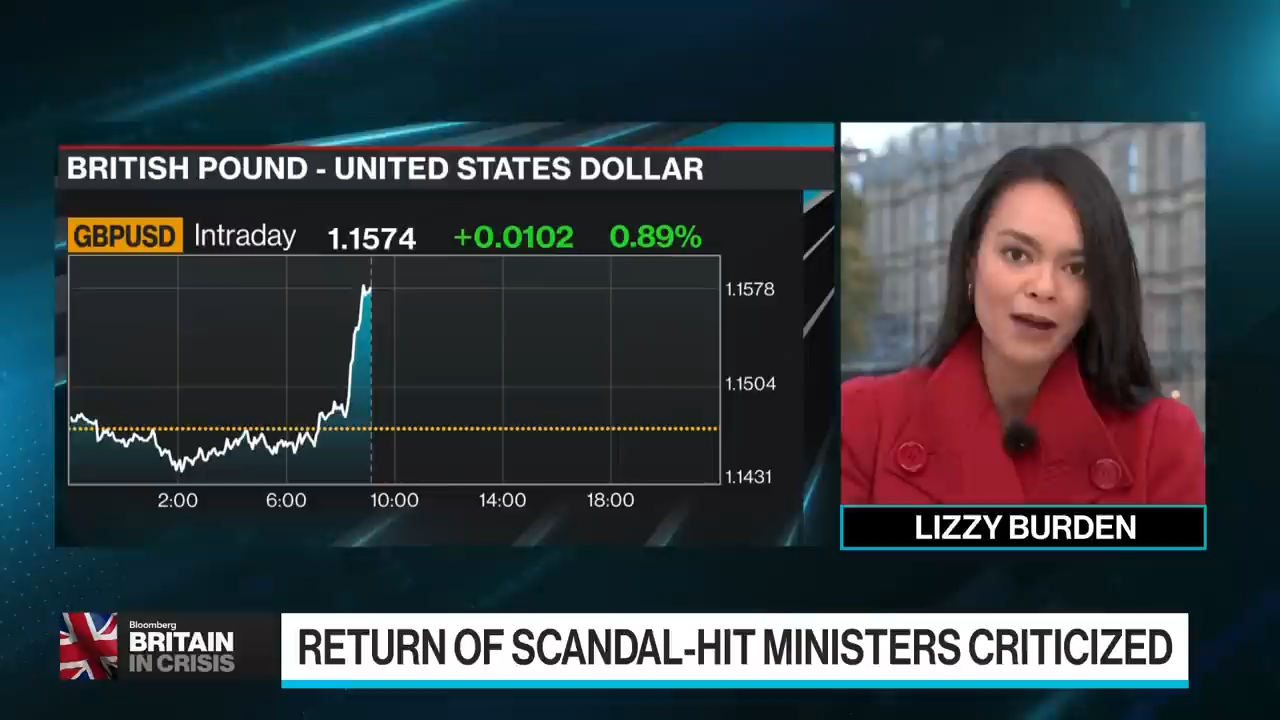 BRITISH POUND - UNITED STATES DOLLAR
GBPUSD Intraday 1.1574 +0.0102 0.89%
1.1578
1.1504
1.1431
2:00 6:00 10:00 14:00 18:00
LIZZY BURDEN
Bloomberg
BRITAIN
IN CRISIS
RETURN OF SCANDAL-HIT MINISTERS CRITICIZED